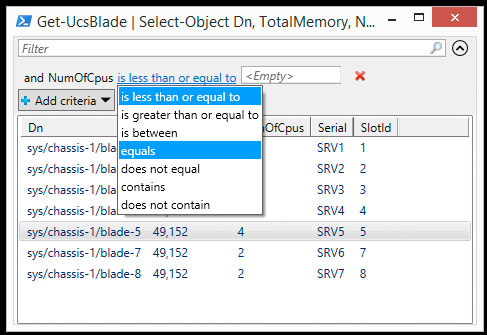 Get-UcsBlade | Select-Object Dn, TotalMemory, N...
Filter
and NumOfCpus is less than or equal to <Empty>
Add criteria
is less than or equal to
is greater than or equal to
is between
equals
does not equal
contains
does not contain
Dn mOfCpus Serial SlotId
sys/chassis-1/blade- SRV1 1
sys/chassis-1/blade- SRV2 2
sys/chassis-1/blade- SRV3 3
sys/chassis-1/blade- SRV4 4
sys/chassis-1/blade-5 49,152 4 SRV5 5
sys/chassis-1/blade-7 49,152 2 SRV6 7
sys/chassis-1/blade-8 49,152 2 SRV7 8